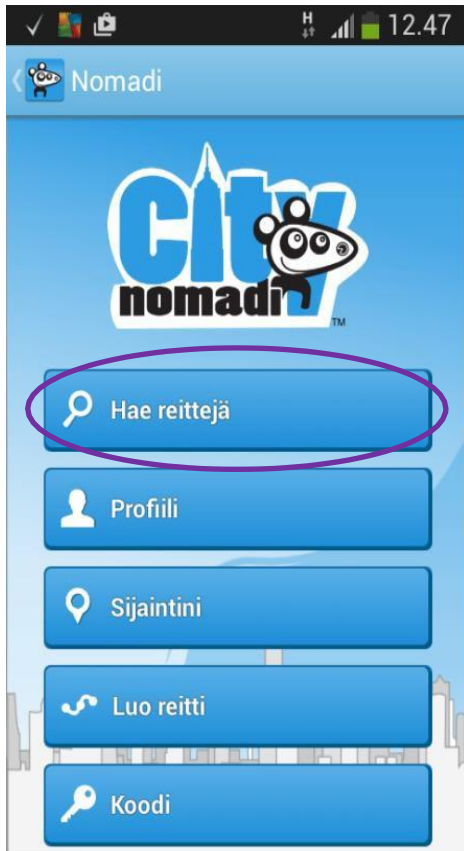 H 12.47
Nomadi
City
nomadi
TM
Hae reittejä
Profiili
Sijaintini
Luo reitti
Koodi